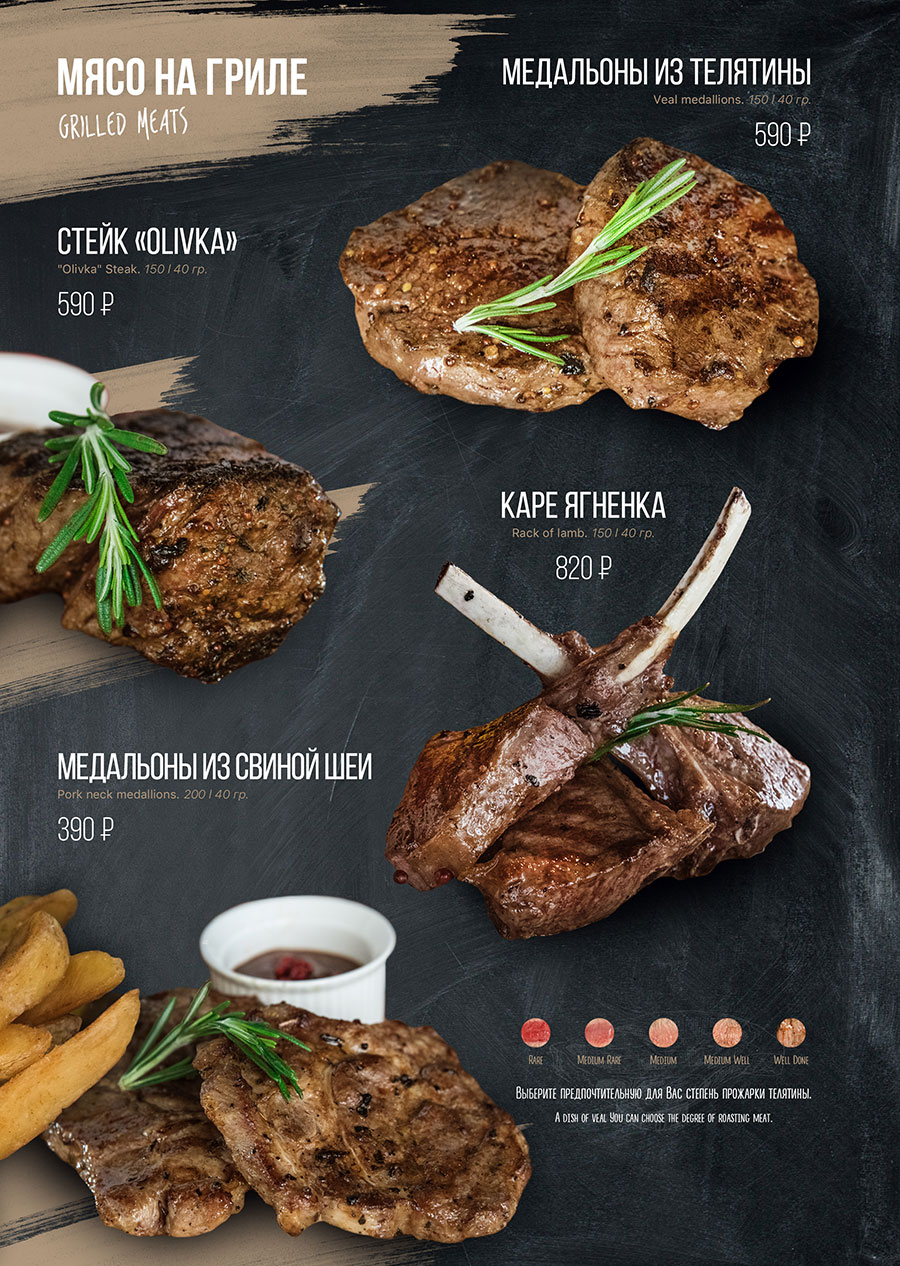 МЯСО НА ГРИЛЕ
GRILLED MEATS
МЕДАЛЬОНЫ ИЗ ТЕЛЯТИНЫ
Veal medallions. 150 | 40 гр.
590 ₽
СТЕЙК «OLIVKA»
"Olivka" Steak. 150 | 40 гр.
590 ₽
КАРЕ ЯГНЕНКА
Rack of lamb. 150 | 40 гр.
820 ₽
МЕДАЛЬОНЫ ИЗ СВИНОЙ ШЕИ
Pork neck medallions. 200 | 40 гр.
390 ₽
Rare Medium Rare Medium Medium Well Well Done
Выберите предпочтительную для Вас степень прожарки телятины.
A dish of veal You can choose the degree of roasting meat.